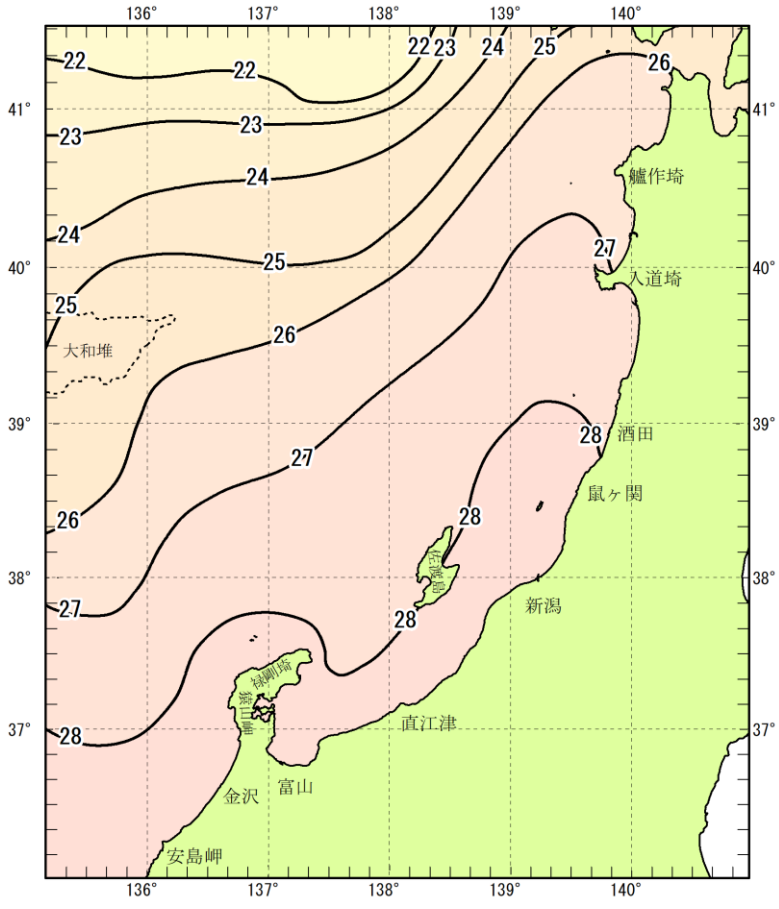 136° 137° 138° 139° 140°
22 22 22 23 24 25 26
41° 41°
23 23
24 24
艫作埼
25 25 27
40° 入道埼 40°
26
大和堆
39° 28 酒田 39°
27
26 28 鼠ヶ関
38° 佐渡島 38°
27 28 新潟
禄剛埼
猿山岬
37° 28 直江津 37°
金沢 富山
安島岬
136° 137° 138° 139° 140°